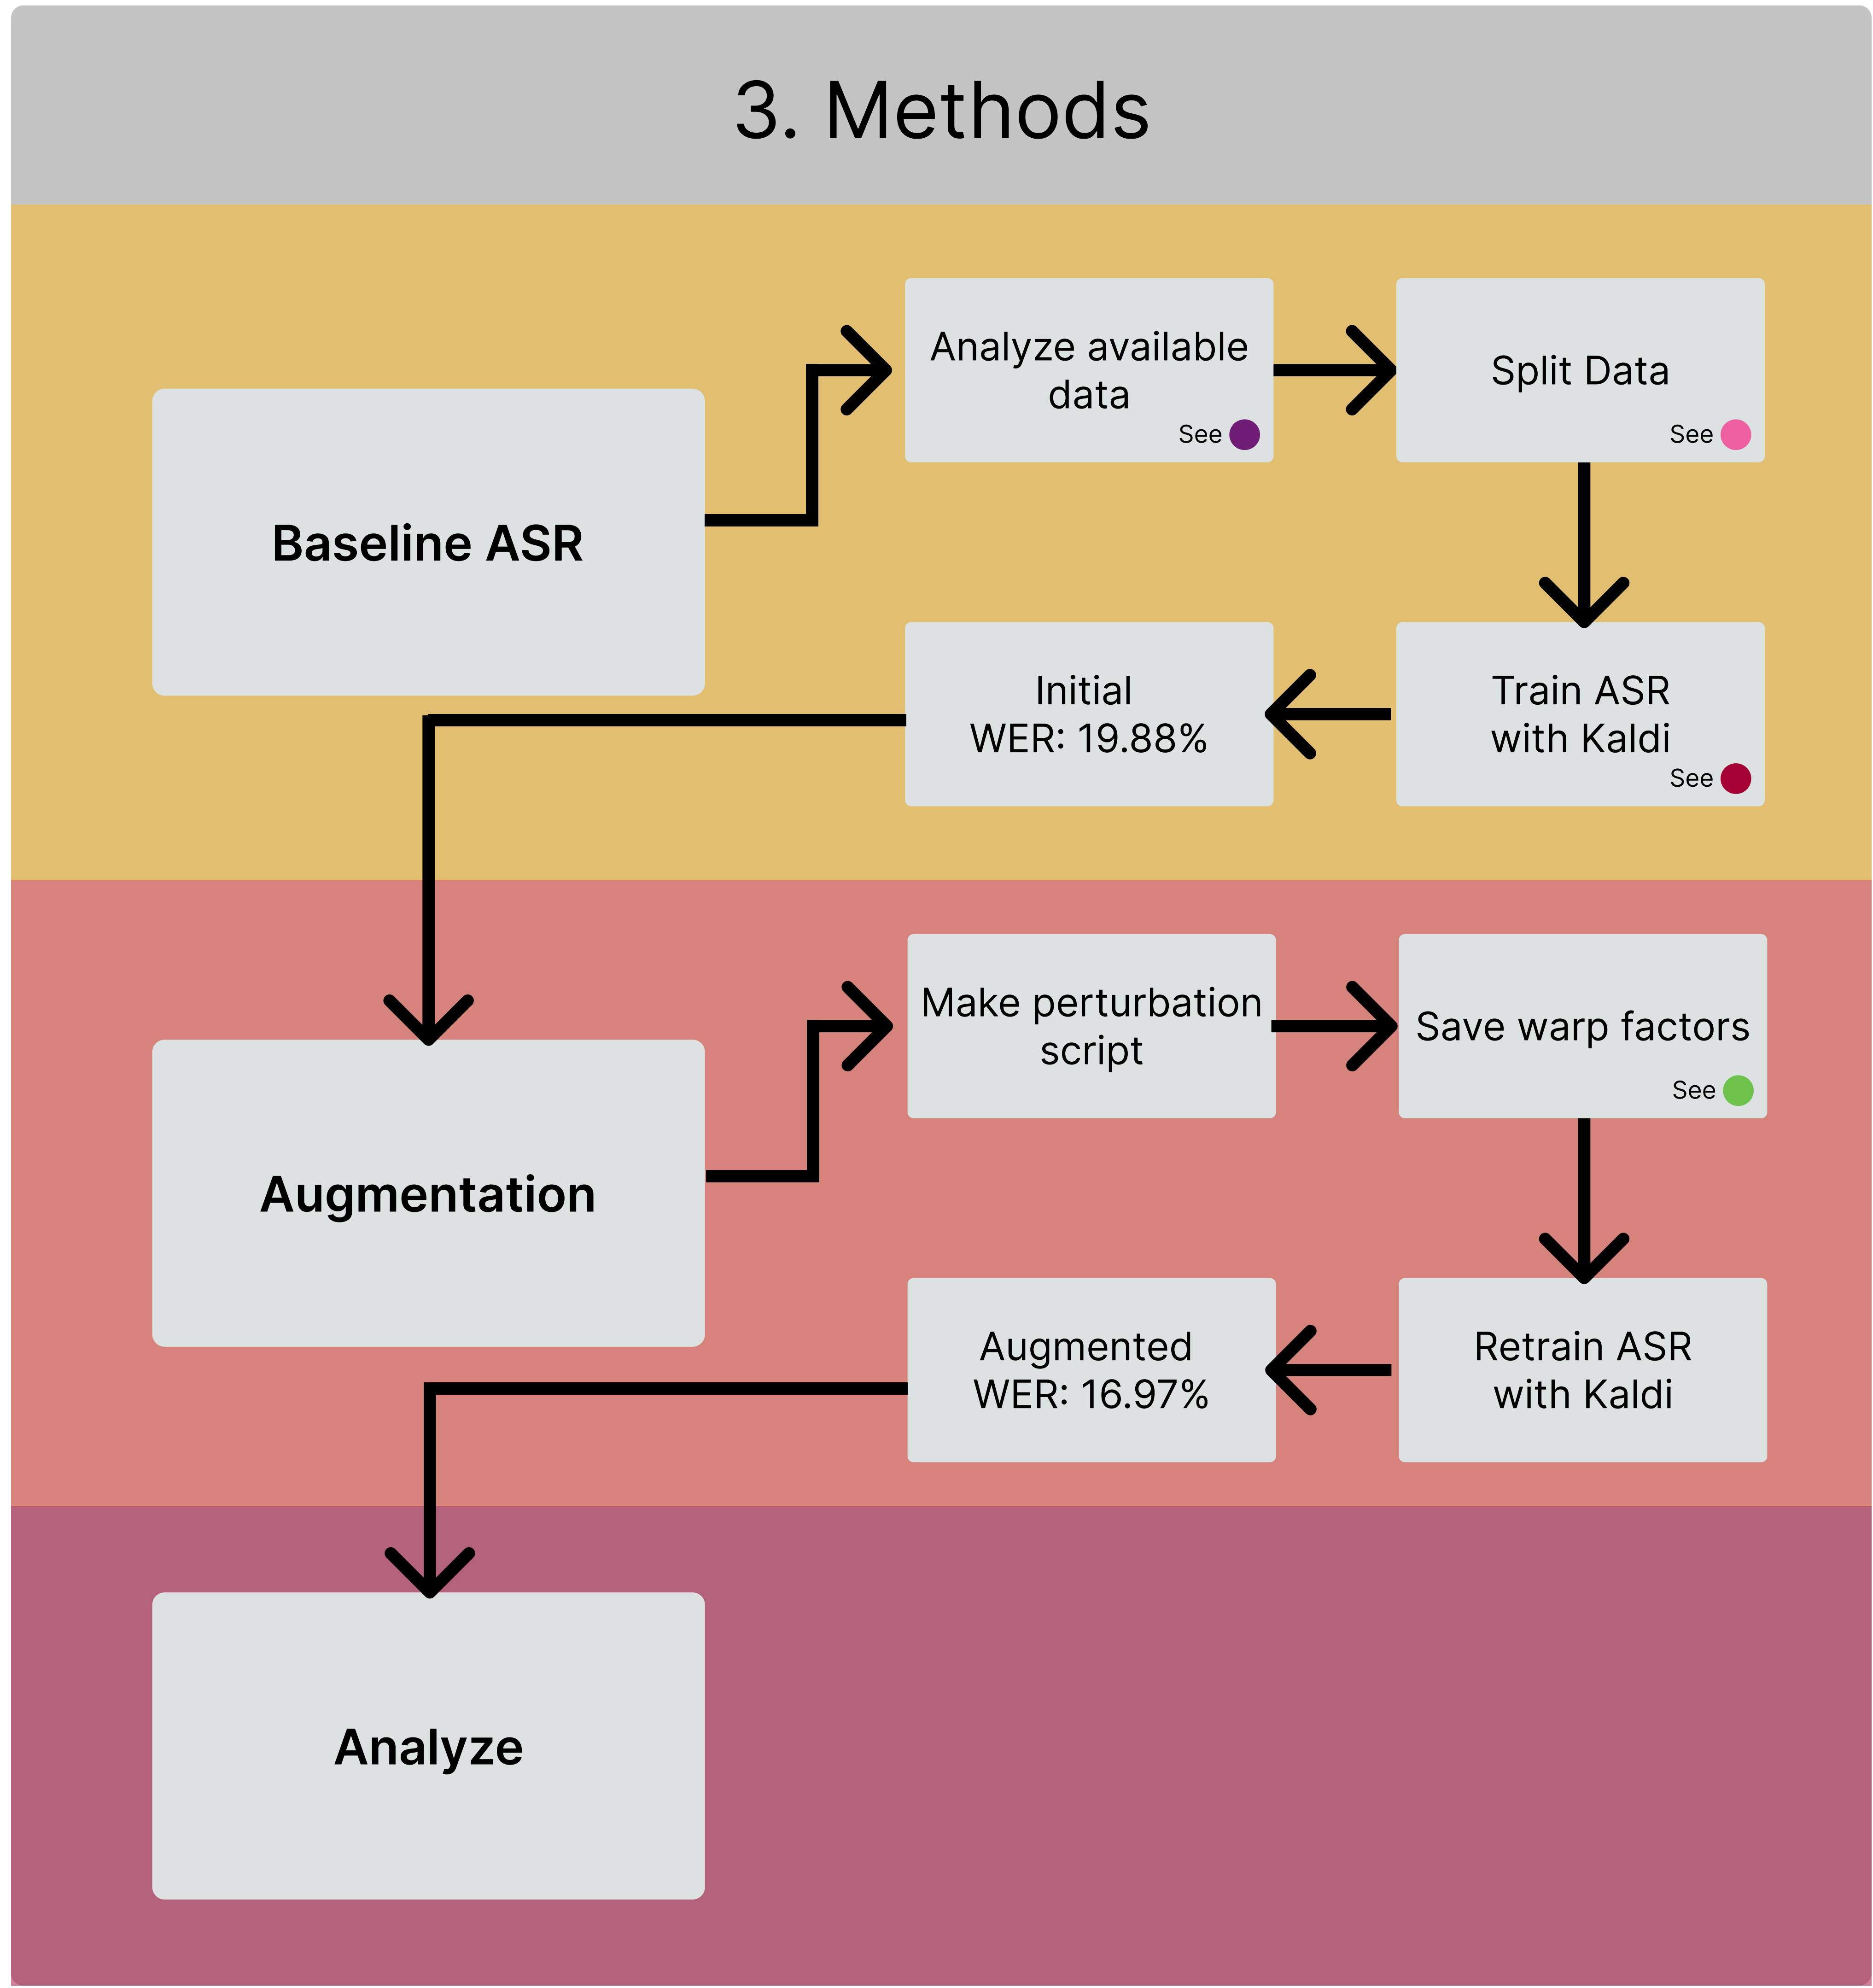 3. Methods
Baseline ASR
Analyze available
data
See
Split Data
See
Train ASR
with Kaldi
See
Initial
WER: 19.88%
Augmentation
Make perturbation
script
Save warp factors
See
Retrain ASR
with Kaldi
Augmented
WER: 16.97%
Analyze